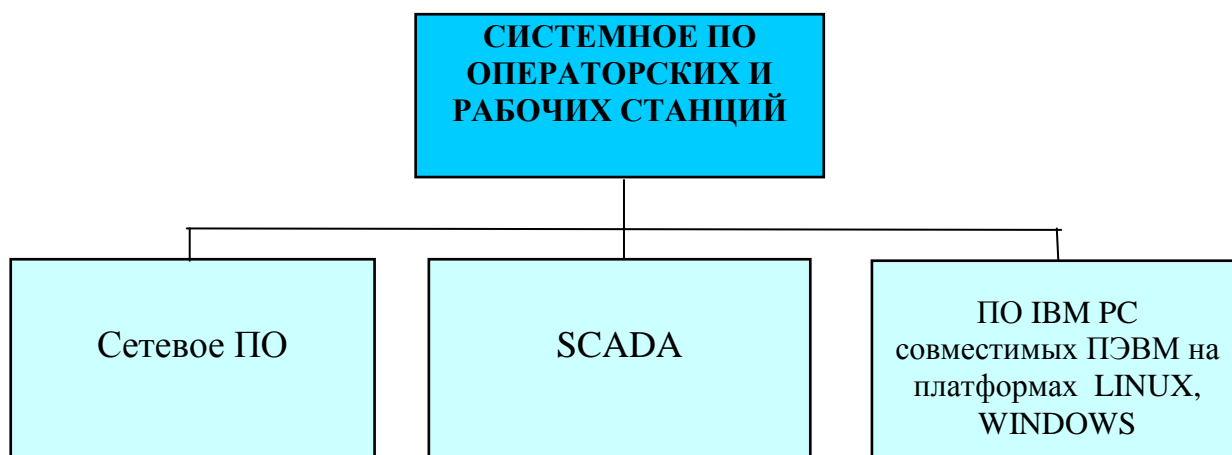 СИСТЕМНОЕ ПО
ОПЕРАТОРСКИХ И
РАБОЧИХ СТАНЦИЙ
Сетевое ПО
SCADA
ПО IBM PC
совместимых ПЭВМ на
платформах LINUX,
WINDOWS